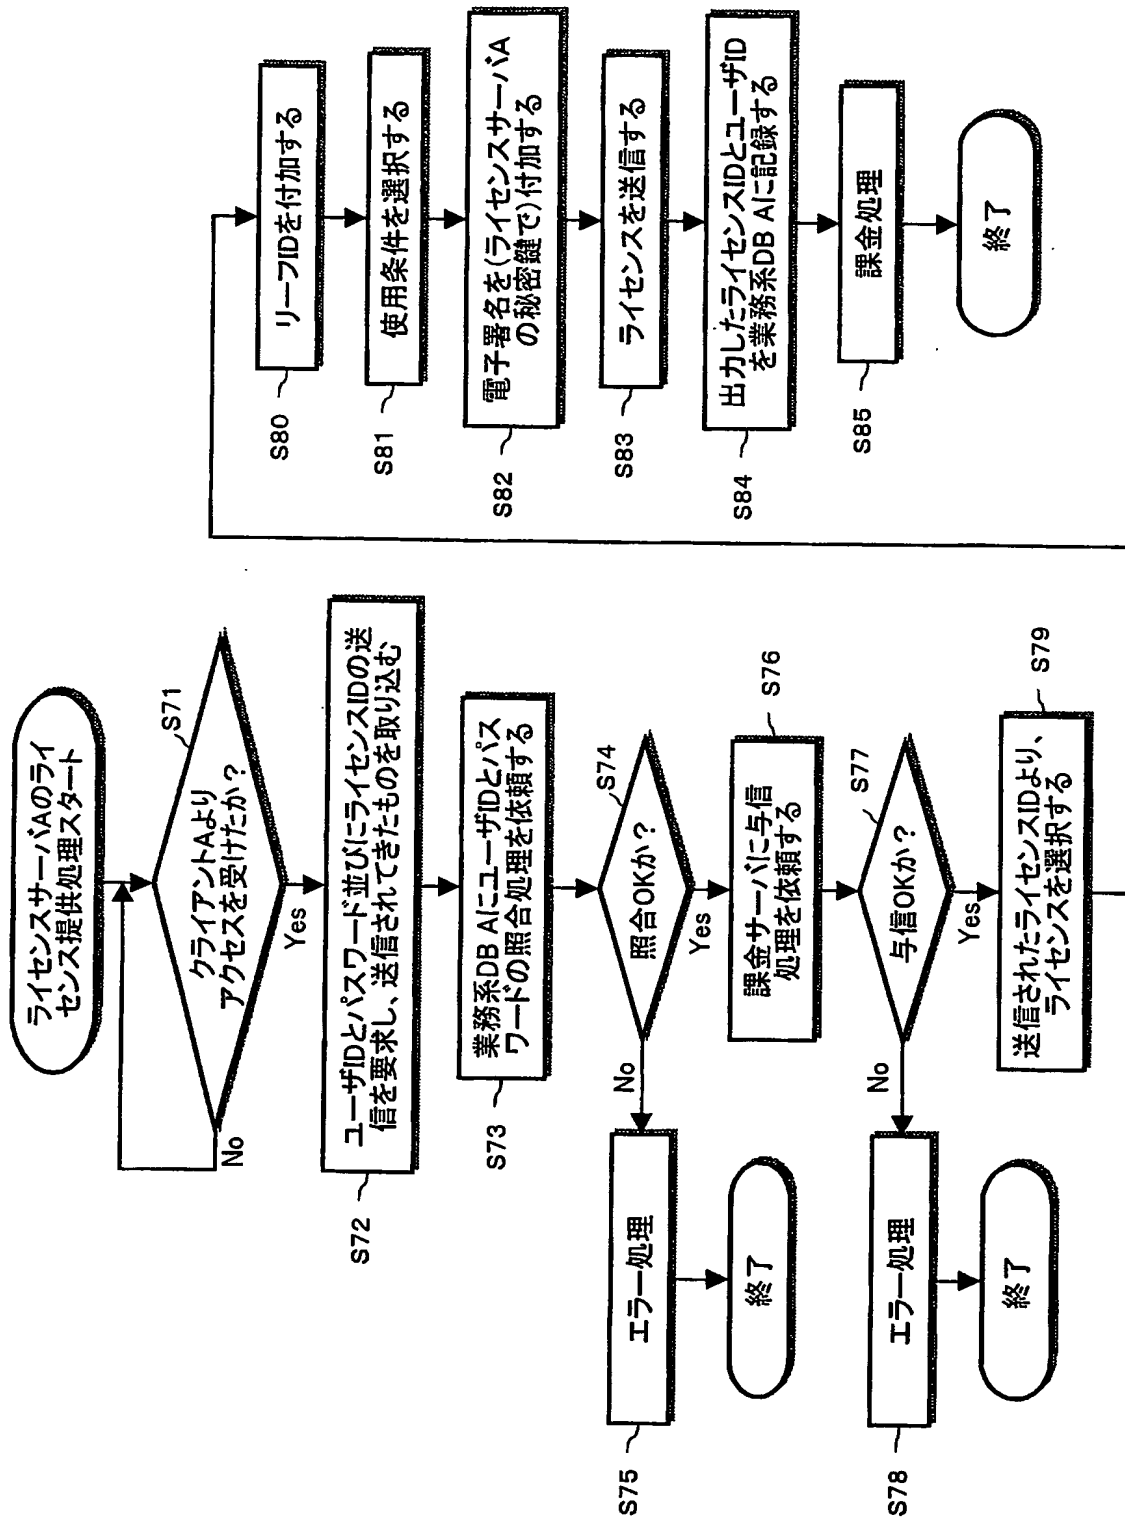 ライセンスサーバAのライ
センス提供処理スタート
S71
クライアントAより
アクセスを受けたか？
No
Yes
ユーザIDとパスワード並びにライセンスIDの送
信を要求し、送信されてきたものを取り込む
S72
業務系DB AIにユーザIDとパス
ワードの照合処理を依頼する
S73
S74
照合OKか？
No
Yes
エラー処理
S75
終了
課金サーバに与信
処理を依頼する
S76
S77
与信OKか？
No
Yes
エラー処理
S78
終了
送信されたライセンスIDより、
ライセンスを選択する
S79
リーフIDを付加する
S80
使用条件を選択する
S81
電子署名を(ライセンスサーバA
の秘密鍵で)付加する
S82
ライセンスを送信する
S83
出力したライセンスIDとユーザID
を業務系DB AIに記録する
S84
課金処理
S85
終了